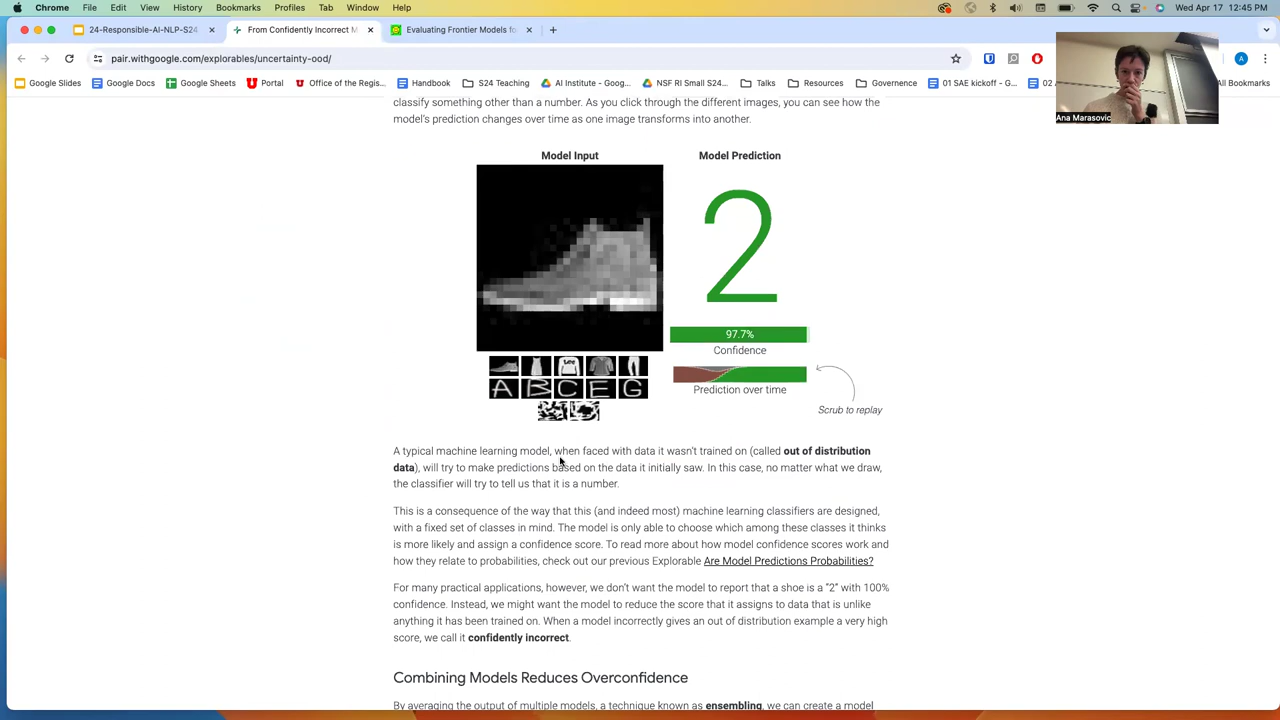 Chrome File Edit View History Bookmarks Profiles Tab Window Help Wed Apr 17 12:45 PM
24-Responsible-AI-NLP-S24 From Confidently Incorrect M Evaluating Frontier Models fo
pair.withgoogle.com/explorables/uncertainty-ood/
Google Slides Google Docs Google Sheets Portal Office of the Regis... Handbook S24 Teaching AI Institute - Goog... NSF RI Small S24... Talks Resources Governence 01 SAE kickoff - G... 02 All Bookmarks
Ana Marasovic
classify something other than a number. As you click through the different images, you can see how the
model's prediction changes over time as one image transforms into another.
Model Input Model Prediction
2
97.7%
Confidence
A B C E G
Prediction over time
Scrub to replay
A typical machine learning model, when faced with data it wasn't trained on (called out of distribution
data), will try to make predictions based on the data it initially saw. In this case, no matter what we draw,
the classifier will try to tell us that it is a number.
This is a consequence of the way that this (and indeed most) machine learning classifiers are designed,
with a fixed set of classes in mind. The model is only able to choose which among these classes it thinks
is more likely and assign a confidence score. To read more about how model confidence scores work and
how they relate to probabilities, check out our previous Explorable Are Model Predictions Probabilities?
For many practical applications, however, we don't want the model to report that a shoe is a "2" with 100%
confidence. Instead, we might want the model to reduce the score that it assigns to data that is unlike
anything it has been trained on. When a model incorrectly gives an out of distribution example a very high
score, we call it confidently incorrect.
Combining Models Reduces Overconfidence
By averaging the output of multiple models, a technique known as ensembling, we can create a model